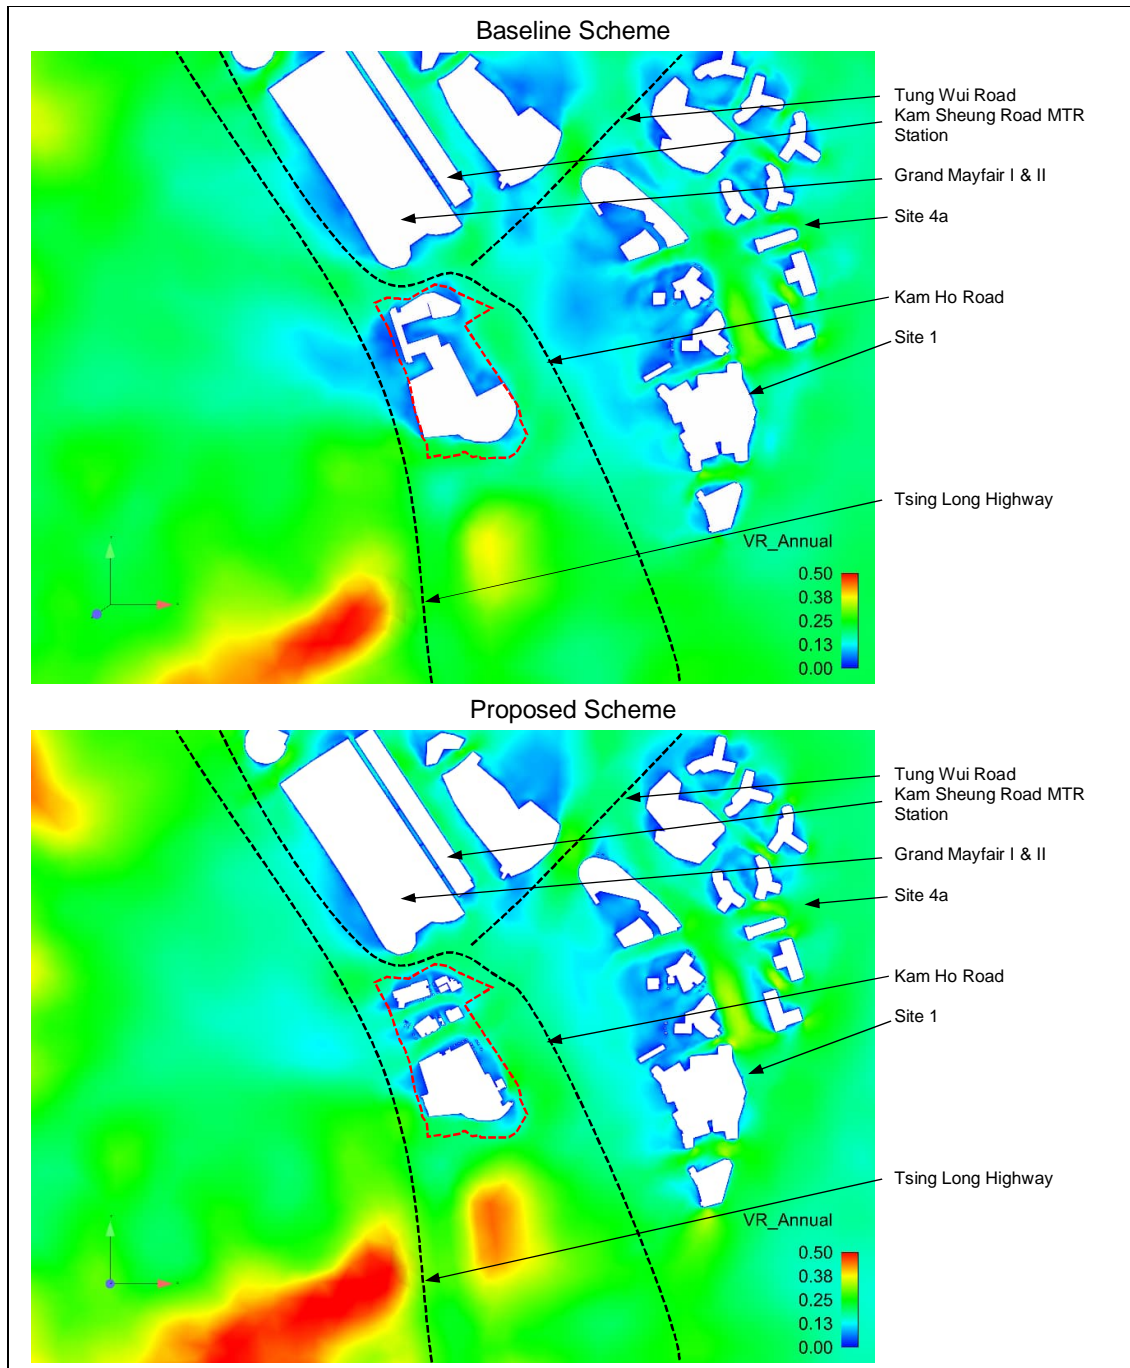 Baseline Scheme
Tung Wui Road
Kam Sheung Road MTR
Station
Grand Mayfair I & II
Site 4a
Kam Ho Road
Site 1
Tsing Long Highway
VR_Annual
0.50
0.38
0.25
0.13
0.00
Proposed Scheme
Tung Wui Road
Kam Sheung Road MTR
Station
Grand Mayfair I & II
Site 4a
Kam Ho Road
Site 1
Tsing Long Highway
VR_Annual
0.50
0.38
0.25
0.13
0.00